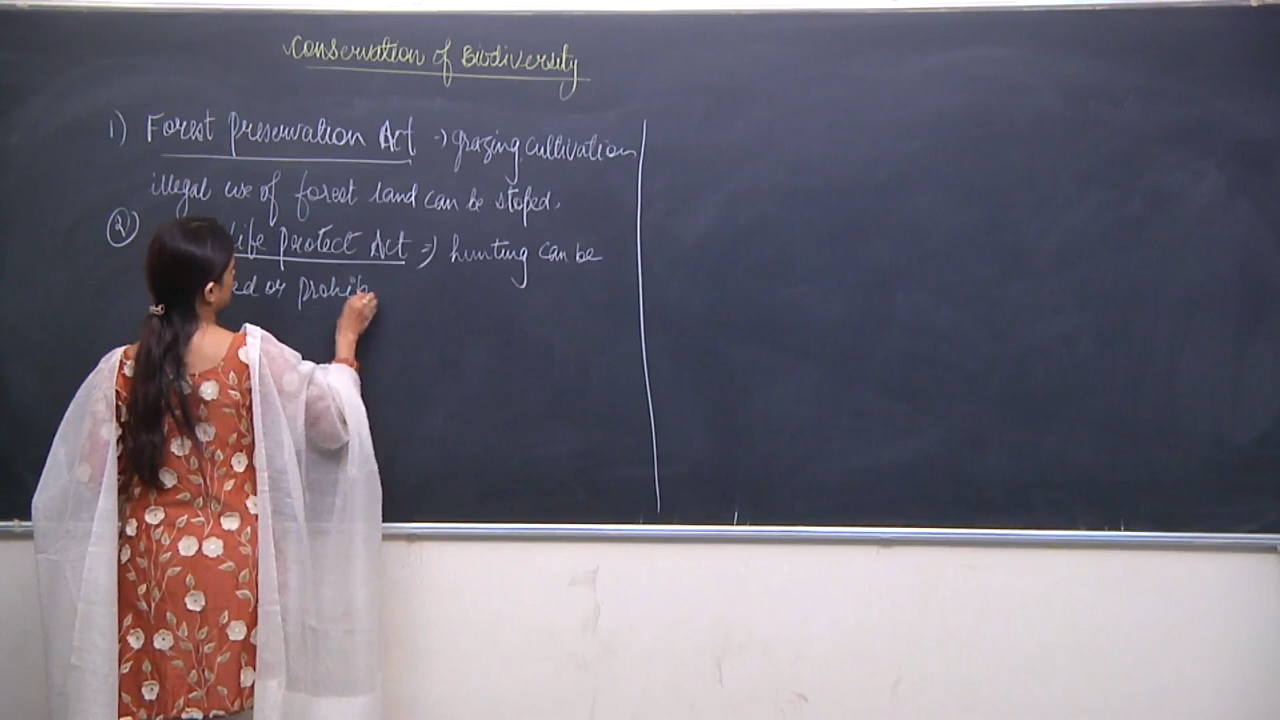 Conservation of Biodiversity
1) Forest Preservation Act → grazing, cultivation
illegal use of forest land can be stoped.
2) life protect Act ⇒ hunting can be
ed or prohib